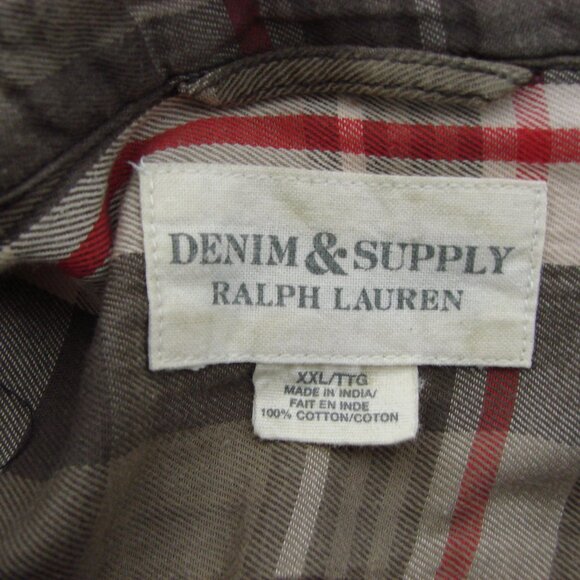 DENIM & SUPPLY
RALPH LAUREN
XXL/TTG
MADE IN INDIA/
FAIT EN INDE
100% COTTON/COTON